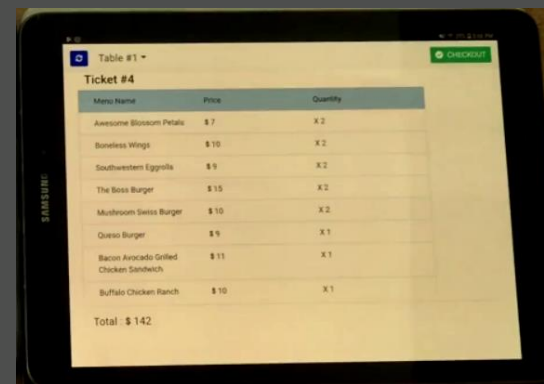 Table #1
CHECKOUT
Ticket #4
Menu Name Price Quantity
Awesome Blossom Petals $ 7 X 2
Boneless Wings $ 10 X 2
Southwestern Eggrolls $ 9 X 2
The Boss Burger $ 15 X 2
Mushroom Swiss Burger $ 10 X 2
Queso Burger $ 9 X 1
Bacon Avocado Grilled $ 11 X 1
Chicken Sandwich
Buffalo Chicken Ranch $ 10 X 1
Total : $ 142
SAMSUNG